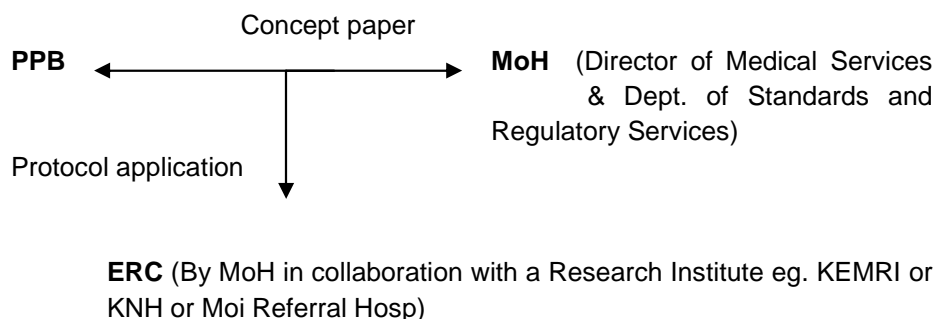 Concept paper
PPB
MoH (Director of Medical Services
& Dept. of Standards and
Regulatory Services)
Protocol application
ERC (By MoH in collaboration with a Research Institute eg. KEMRI or
KNH or Moi Referral Hosp)